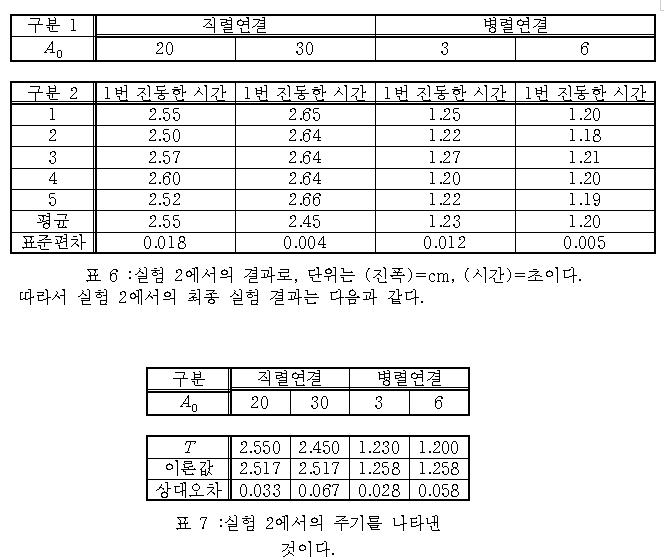 구분 1 직렬연결 병렬연결
A₀ 20 30 3 6
구분 2 1번 진동한 시간 1번 진동한 시간 1번 진동한 시간 1번 진동한 시간
1 2.55 2.65 1.25 1.20
2 2.50 2.64 1.22 1.18
3 2.57 2.64 1.27 1.21
4 2.60 2.64 1.20 1.20
5 2.52 2.66 1.22 1.19
평균 2.55 2.45 1.23 1.20
표준편차 0.018 0.004 0.012 0.005
표 6 :실험 2에서의 결과로, 단위는 (진폭)=cm, (시간)=초이다.
따라서 실험 2에서의 최종 실험 결과는 다음과 같다.
구분 직렬연결 병렬연결
A₀ 20 30 3 6
T 2.550 2.450 1.230 1.200
이론값 2.517 2.517 1.258 1.258
상대오차 0.033 0.067 0.028 0.058
표 7 :실험 2에서의 주기를 나타낸
것이다.